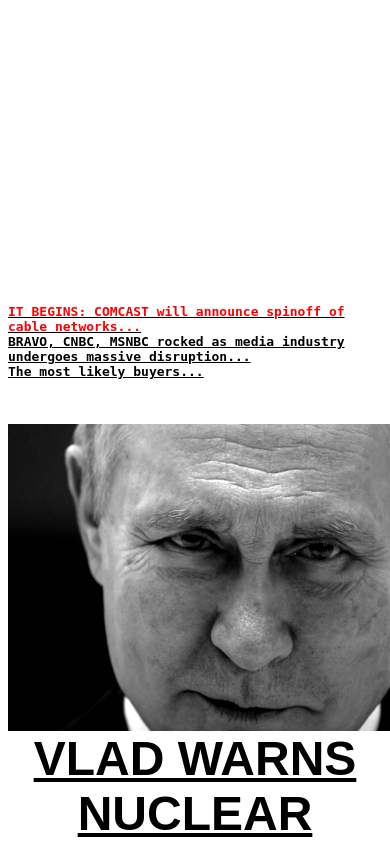 IT BEGINS: COMCAST will announce spinoff of
cable networks...
BRAVO, CNBC, MSNBC rocked as media industry
undergoes massive disruption...
The most likely buyers...
VLAD WARNS
NUCLEAR